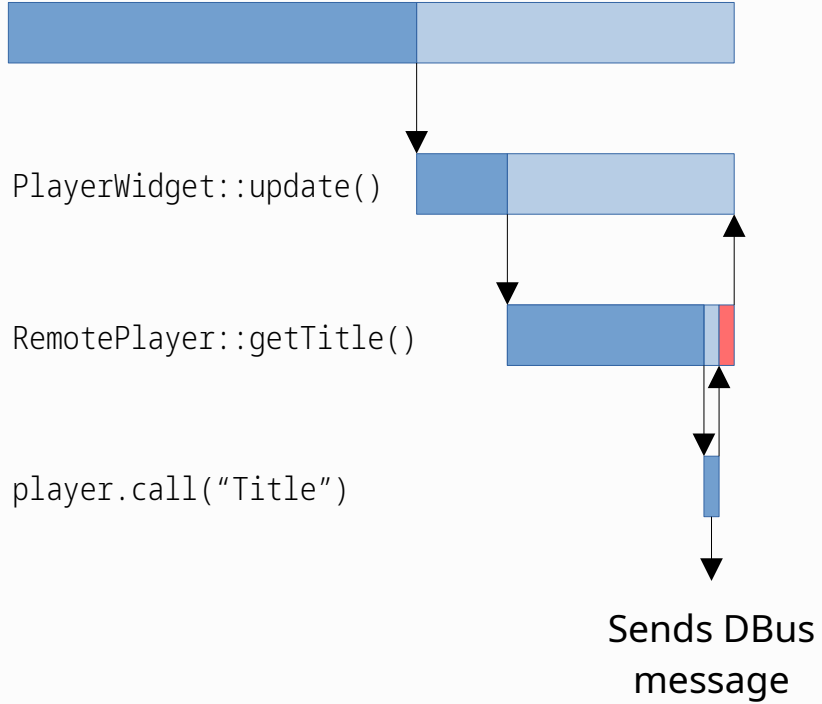 PlayerWidget::update()
RemotePlayer::getTitle()
player.call(“Title”)
Sends DBus
message